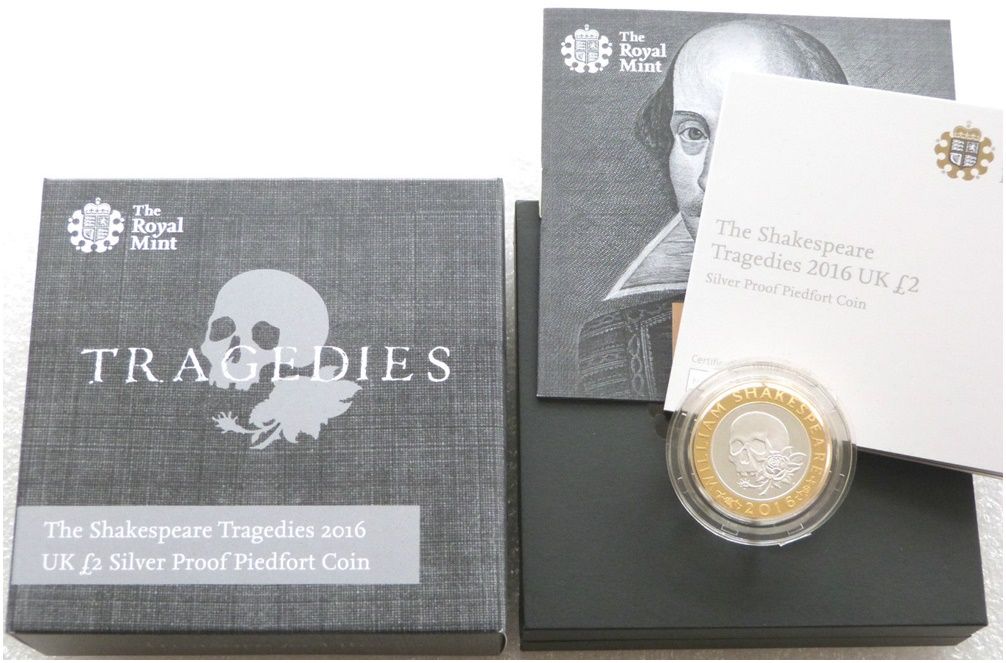 The
Royal
Mint
TRAGEDIES
The Shakespeare Tragedies 2016
UK £2 Silver Proof Piedfort Coin
The
Royal
Mint
The Shakespeare
Tragedies 2016 UK £2
Silver Proof Piedfort Coin
WILLIAM SHAKESPEARE
2016